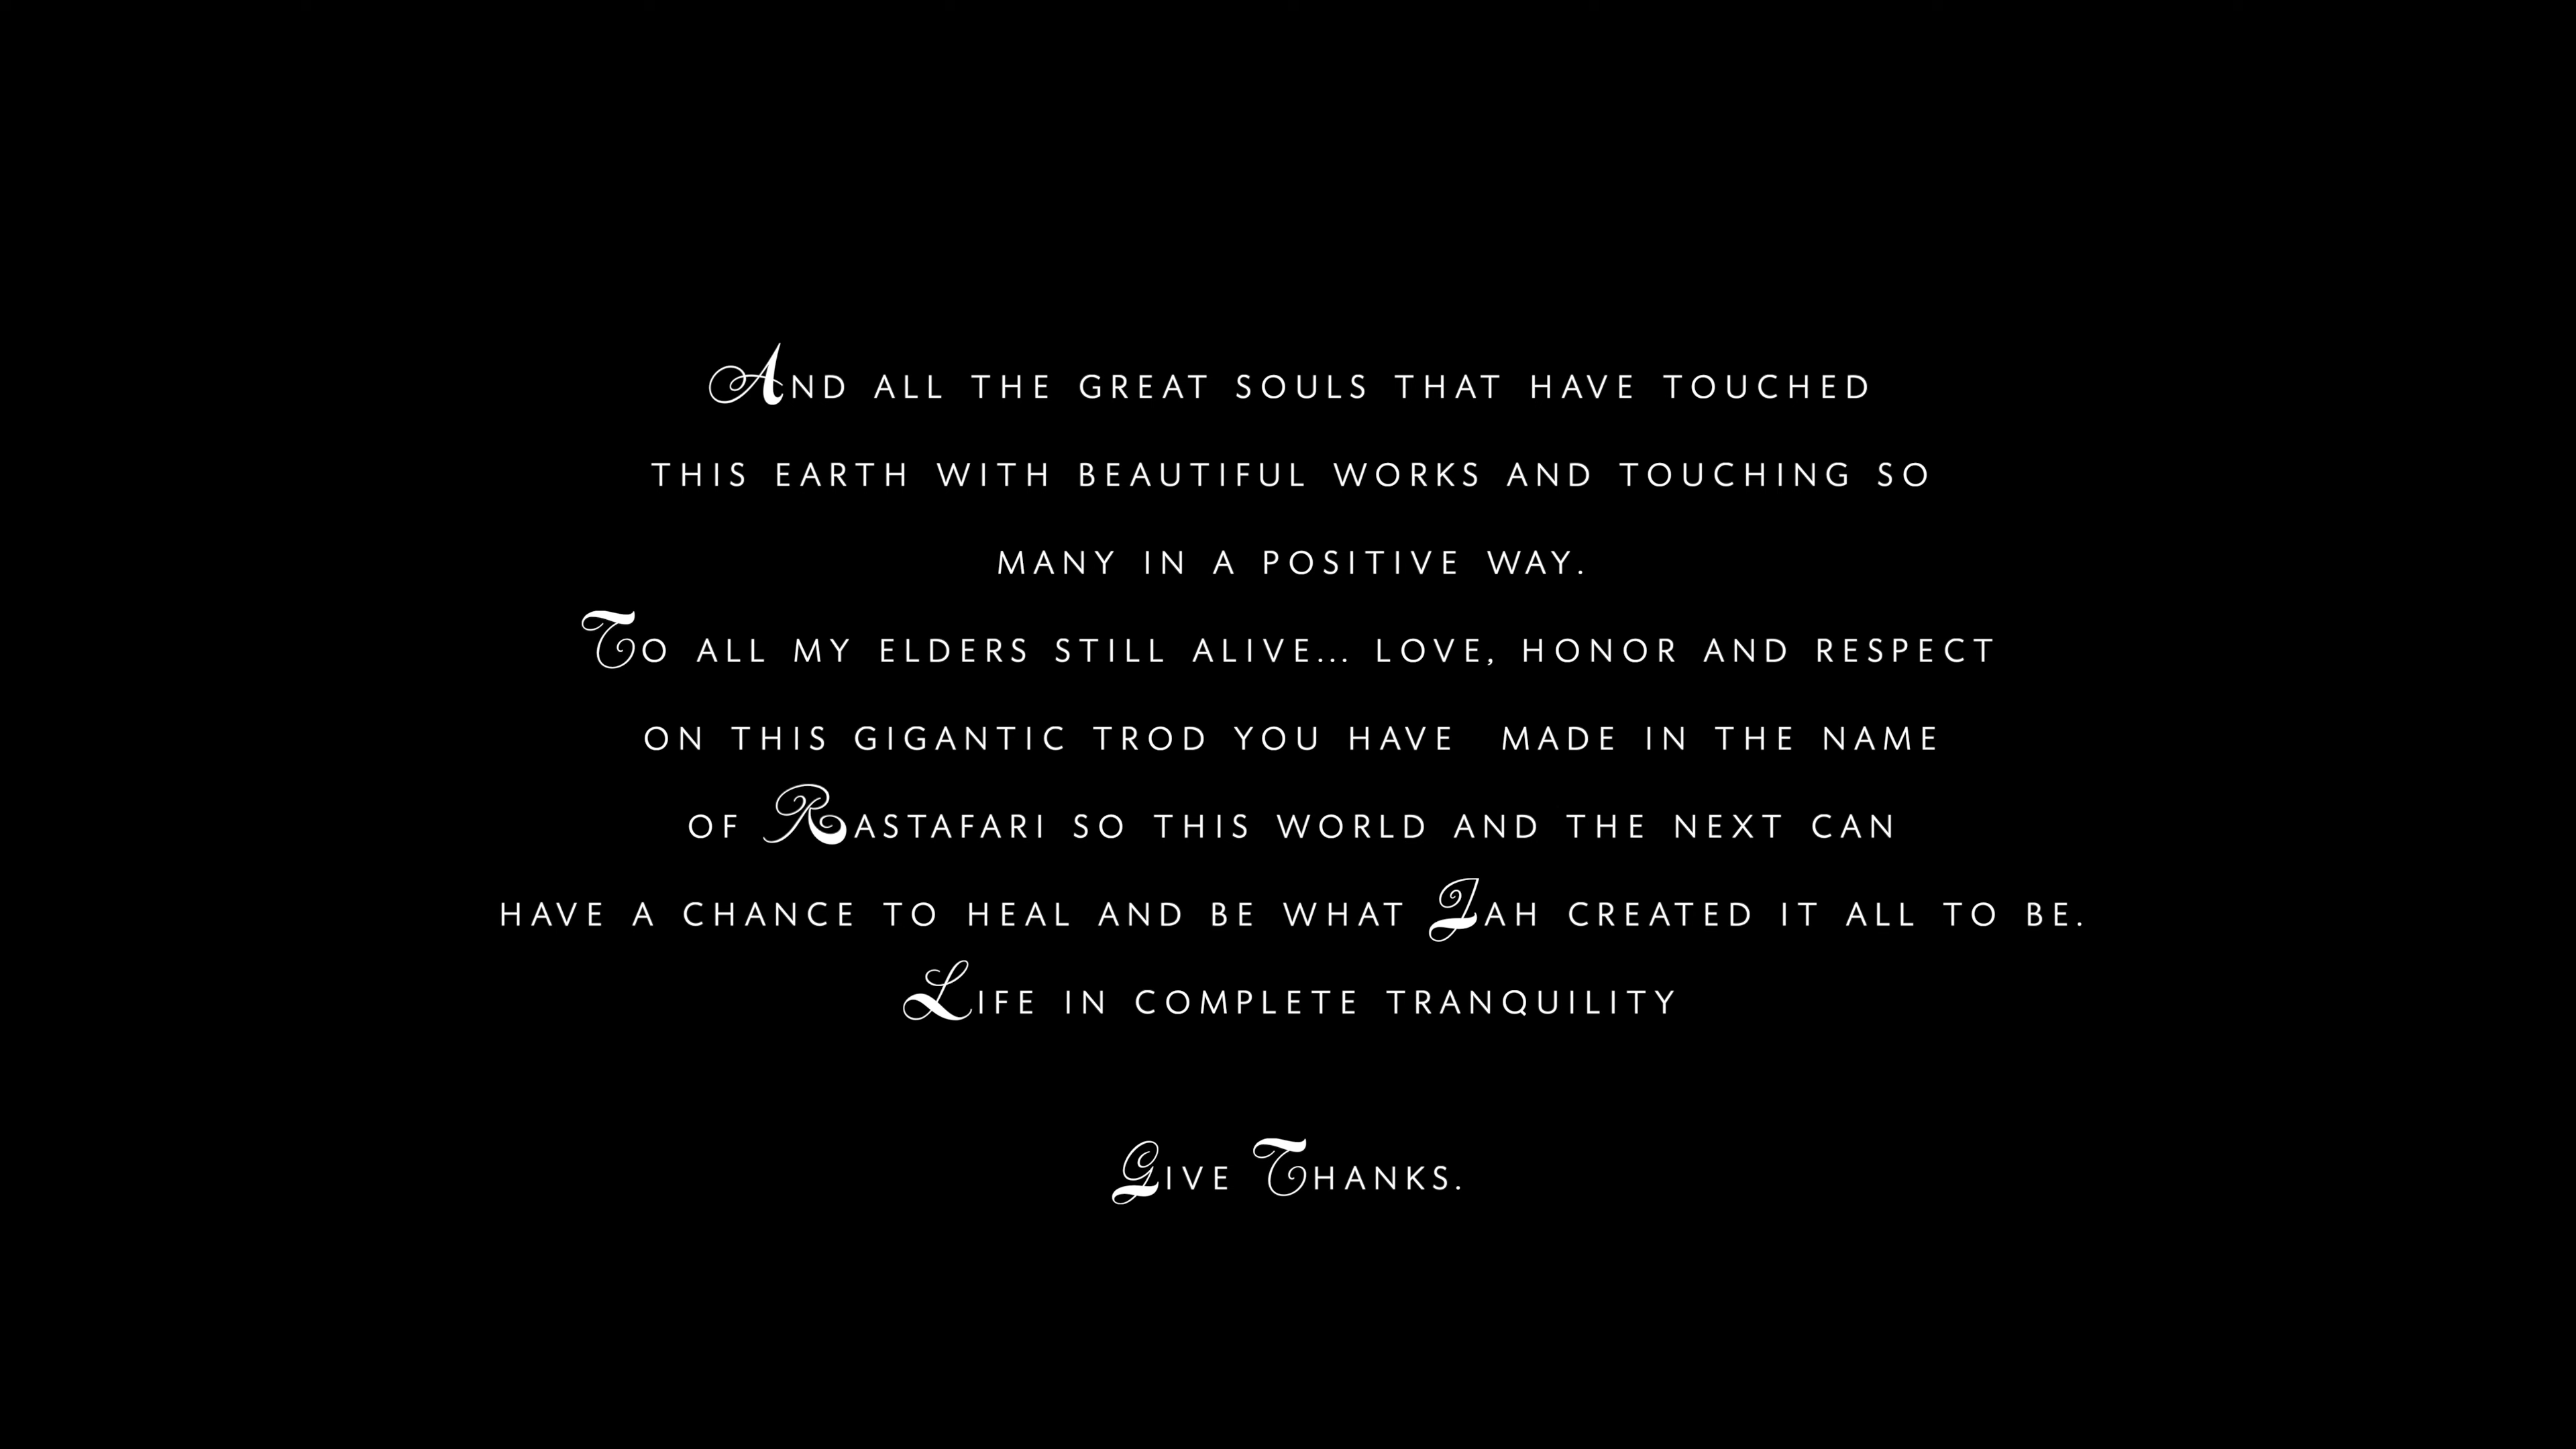 And all the great souls that have touched
this earth with beautiful works and touching so
many in a positive way.
To all my elders still alive... love, honor and respect
on this gigantic trod you have  made in the name
of Rastafari so this world and the next can
have a chance to heal and be what Jah created it all to be.
Life in complete tranquility
Give Thanks.